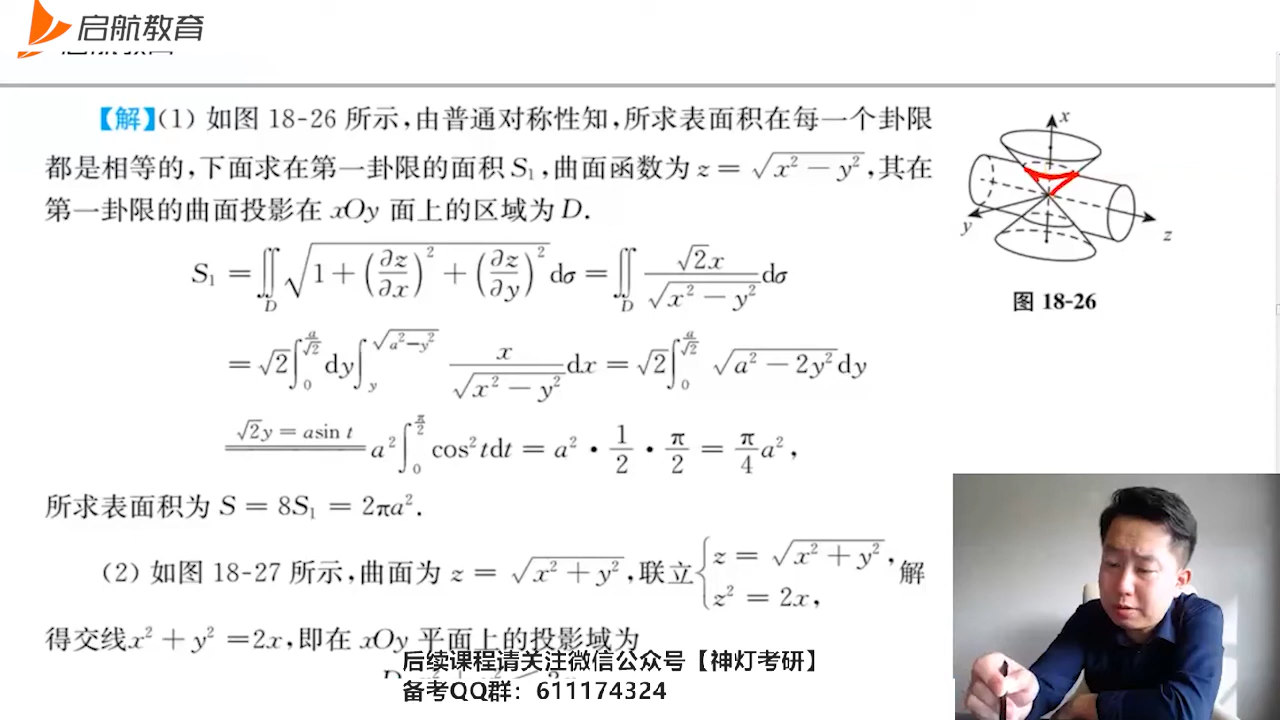 启航教育
【解】(1) 如图 18-26 所示,由普通对称性知,所求表面积在每一个卦限
都是相等的,下面求在第一卦限的面积 S₁,曲面函数为 z = √(x² − y²),其在
第一卦限的曲面投影在 xOy 面上的区域为 D.
S₁ = ∬_D √(1 + (∂z/∂x)² + (∂z/∂y)²) dσ = ∬_D √2x/√(x² − y²) dσ
= √2 ∫₀^(a/√2) dy ∫_y^√(a²−y²) x/√(x² − y²) dx = √2 ∫₀^(a/√2) √(a² − 2y²) dy
√2y = asin t a² ∫₀^(π/2) cos²tdt = a² · 1/2 · π/2 = π/4 a²,
所求表面积为 S = 8S₁ = 2πa².
(2) 如图 18-27 所示,曲面为 z = √(x² + y²),联立{z = √(x² + y²), z² = 2x, 解
得交线x² + y² =2x,即在 xOy 平面上的投影域为
x
y
z
图 18-26
后续课程请关注微信公众号【神灯考研】
备考QQ群：611174324